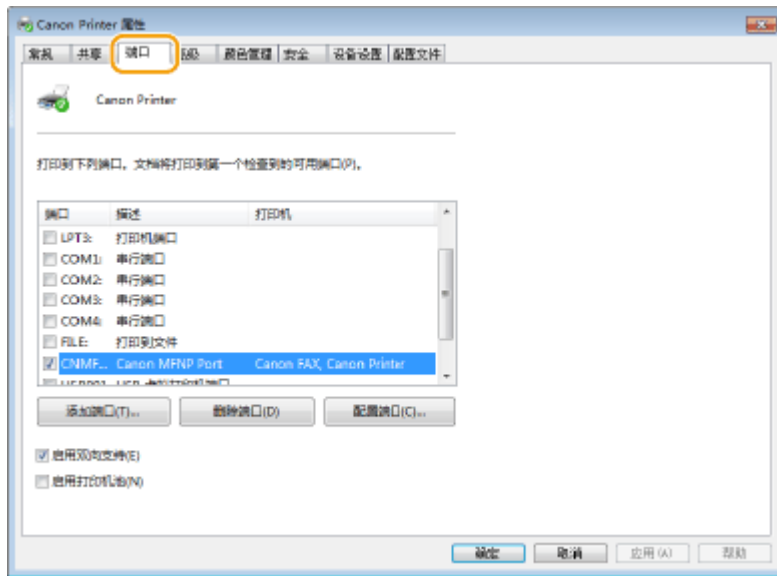 Canon Printer 属性
常规 共享 端口 高级 颜色管理 安全 设备设置 配置文件
Canon Printer
打印到下列端口。文档将打印到第一个检查到的可用端口(P)。
端口 描述 打印机
LPT3: 打印机端口
COM1: 串行端口
COM2: 串行端口
COM3: 串行端口
COM4: 串行端口
FILE: 打印到文件
CNMF... Canon MFNP Port Canon FAX, Canon Printer
添加端口(T)... 删除端口(D) 配置端口(C)...
启用双向支持(E)
启用打印机池(N)
确定 取消 应用(A) 帮助